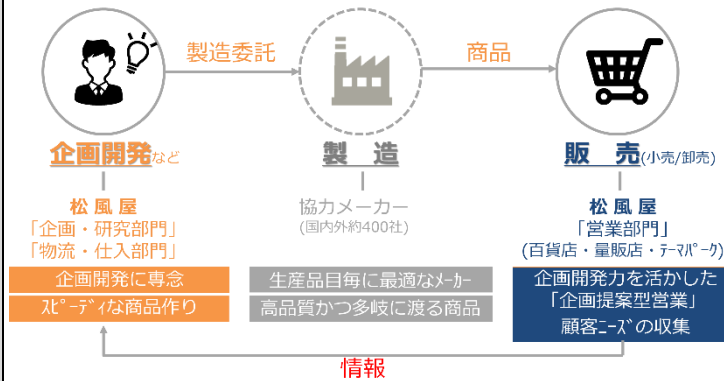 製造委託
商品
企画開発など
製　造
販　売(小売/卸売)
松風屋
「企画・研究部門」
「物流・仕入部門」
協力メーカー
(国内外約400社)
松風屋
「営業部門」
(百貨店・量販店・ﾃｰﾏﾊﾟｰｸ)
企画開発に専念
ｽﾋﾟｰﾃﾞｨな商品作り
生産品目毎に最適なﾒｰｶｰ
高品質かつ多岐に渡る商品
企画開発力を活かした
「企画提案型営業」
顧客ﾆｰｽﾞの収集
情報